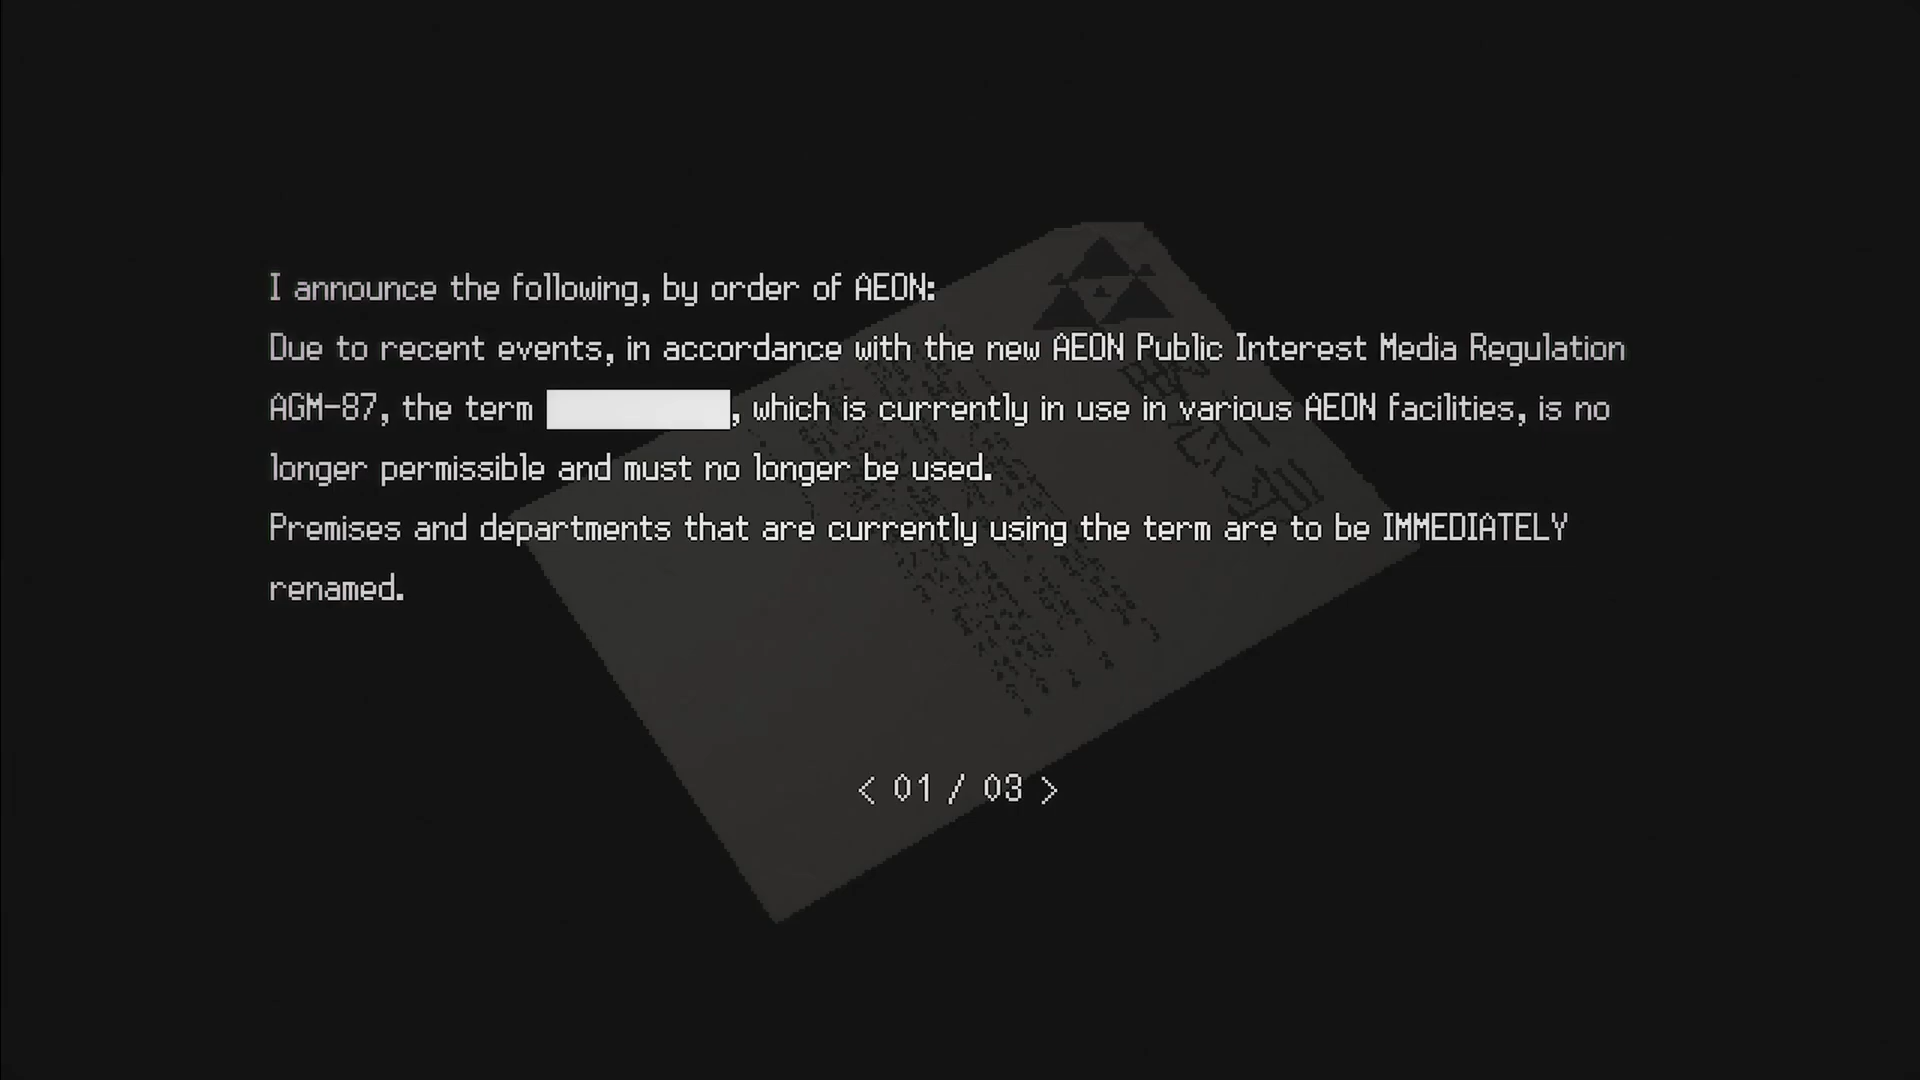 I announce the following, by order of AEON:
Due to recent events, in accordance with the new AEON Public Interest Media Regulation
AGM-87, the term , which is currently in use in various AEON facilities, is no
longer permissible and must no longer be used.
Premises and departments that are currently using the term are to be IMMEDIATELY
renamed.
< 01 / 03 >